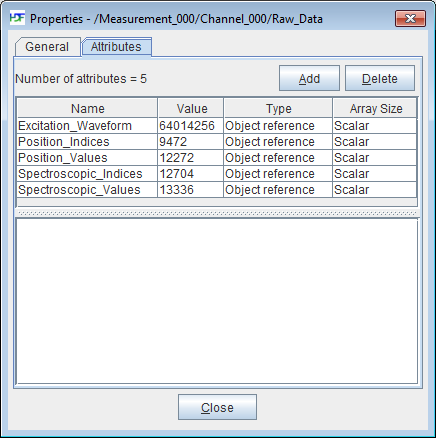 HDF Properties - /Measurement_000/Channel_000/Raw_Data
General Attributes
Number of attributes = 5 Add Delete
Name Value Type Array Size
Excitation_Waveform 64014256 Object reference Scalar
Position_Indices 9472 Object reference Scalar
Position_Values 12272 Object reference Scalar
Spectroscopic_Indices 12704 Object reference Scalar
Spectroscopic_Values 13336 Object reference Scalar
Close